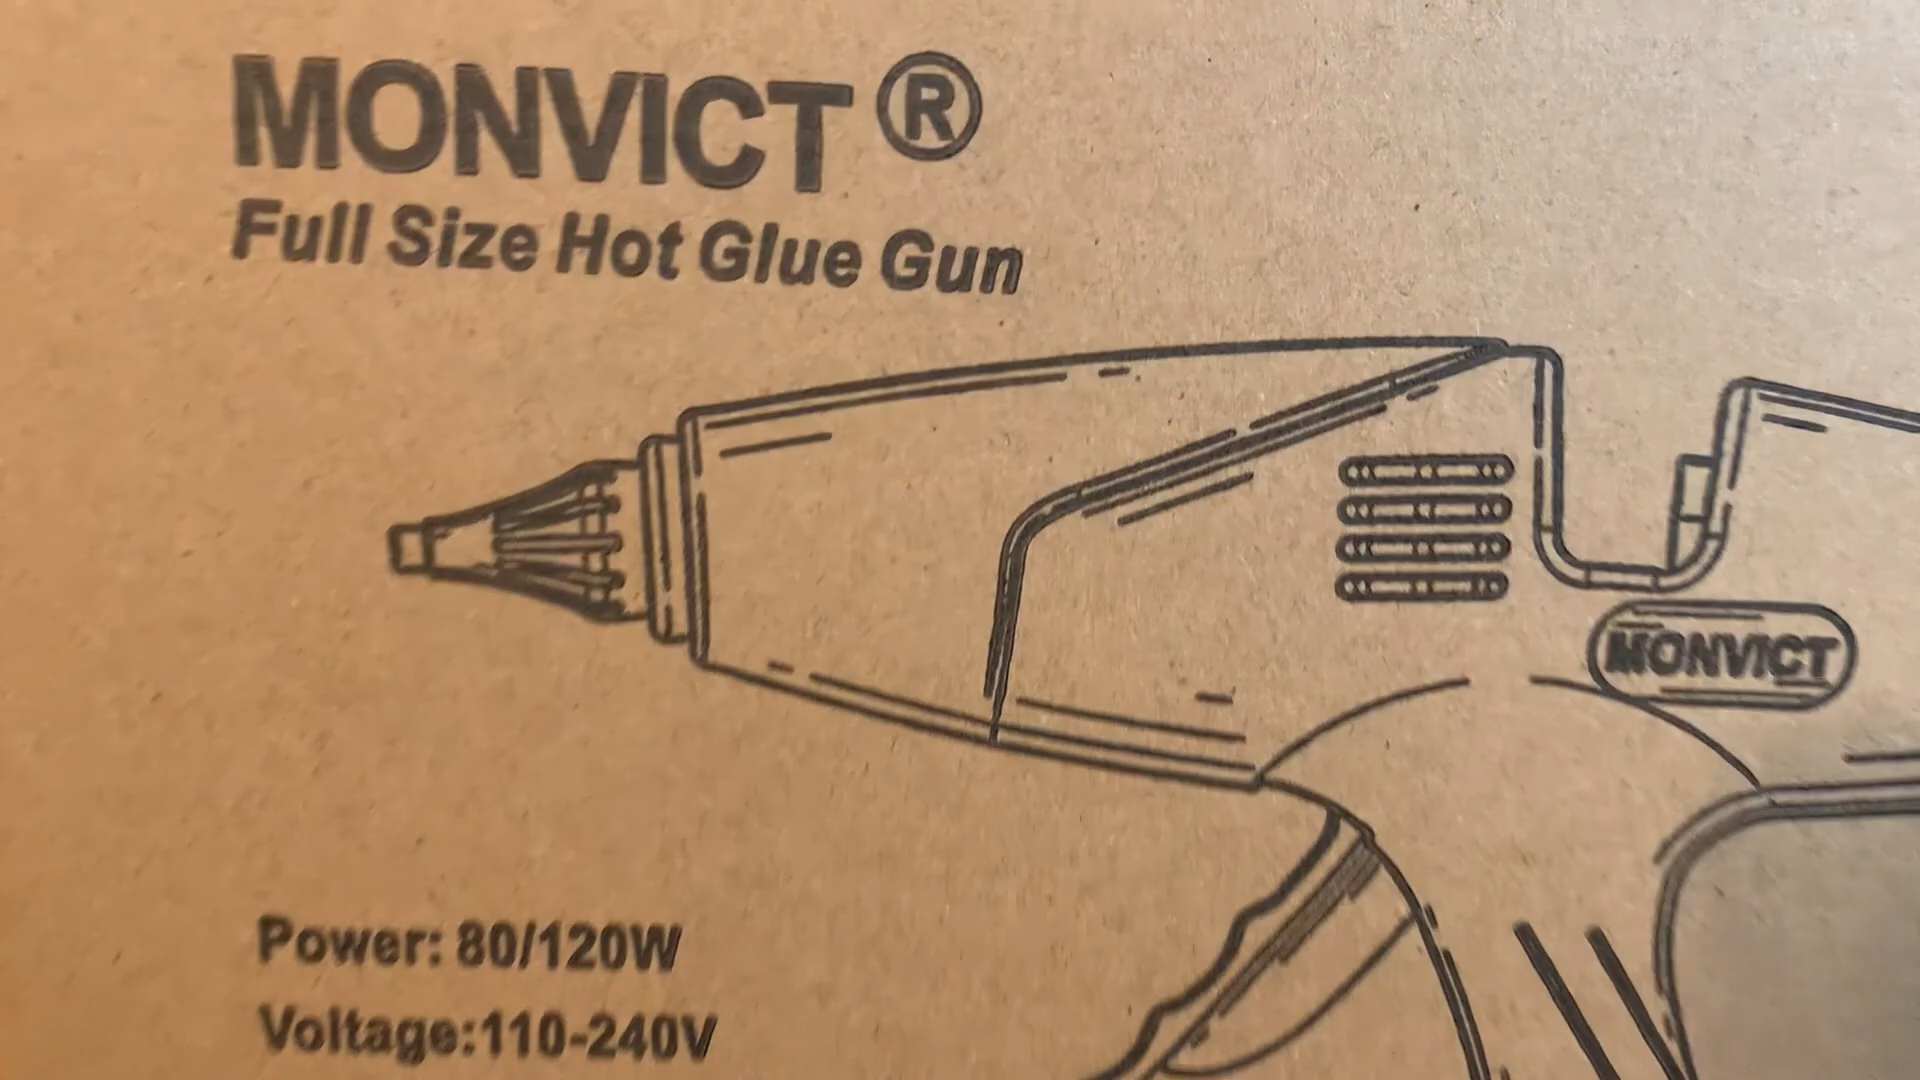 MONVICT®
Full Size Hot Glue Gun
MONVICT
Power: 80/120W
Voltage:110-240V